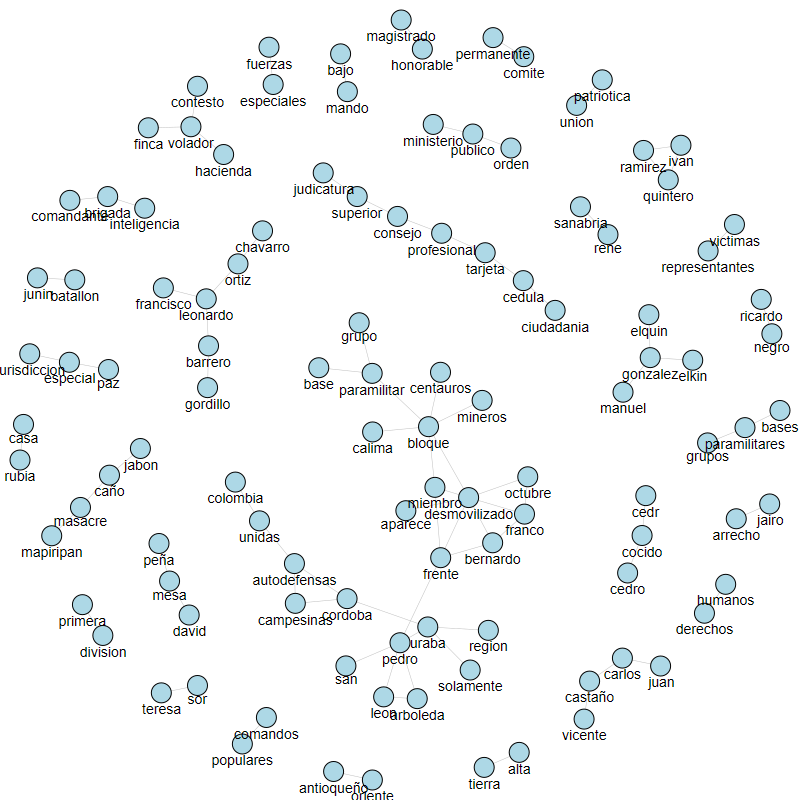 magistrado
permanente
honorable
fuerzas
bajo
comite
patriotica
contesto
especiales
mando
union
finca
volador
ministerio
publico
orden
hacienda
ramirez
ivan
quintero
judicatura
superior
comandante
brigada
inteligencia
consejo
sanabria
rene
chavarro
profesional
victimas
representantes
tarjeta
ortiz
junin
batallon
francisco
leonardo
cedula
ciudadania
ricardo
elquin
grupo
negro
barrero
urisdiccion
especial
paz
base
paramilitar
centauros
gonzalez
elkin
gordillo
manuel
mineros
casa
calima
bloque
bases
paramilitares
grupos
rubia
jabon
caño
colombia
miembro
desmovilizado
octubre
cedr
masacre
aparece
franco
jairo
arrecho
mapiripan
unidas
cocido
peña
bernardo
frente
autodefensas
cedro
mesa
humanos
primera
david
campesinas
cordoba
derechos
division
uraba
region
pedro
san
solamente
carlos
juan
teresa
sor
leon
arboleda
castaño
comandos
vicente
populares
antioqueño
oriente
tierra
alta